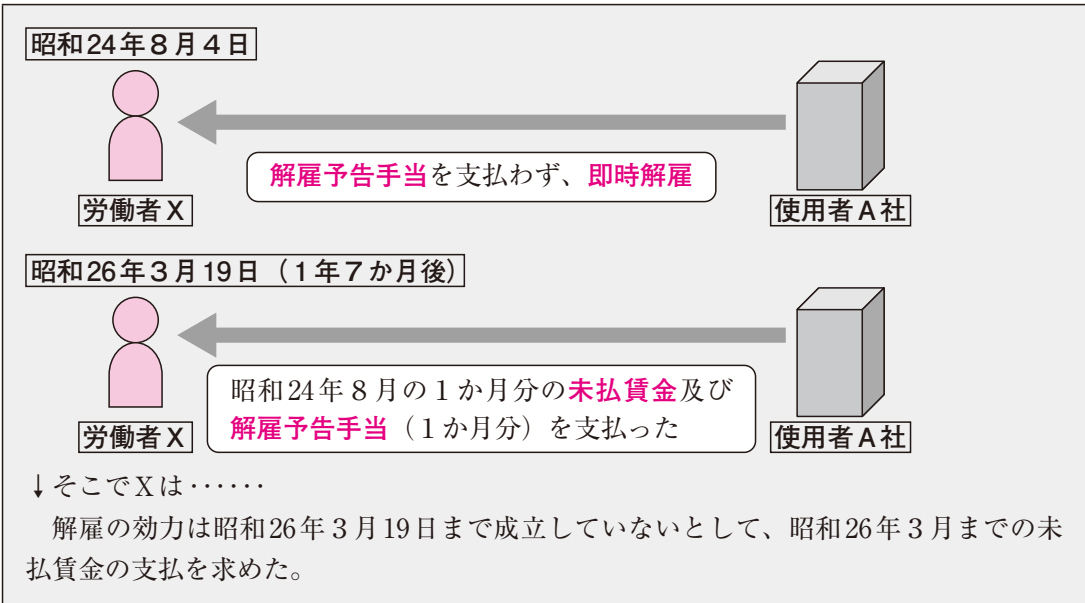 昭和24年8月4日
解雇予告手当を支払わず、即時解雇
労働者X
使用者A社
昭和26年3月19日（1年7か月後）
昭和24年8月の1か月分の未払賃金及び
解雇予告手当（1か月分）を支払った
労働者X
使用者A社
↓そこでXは‥‥‥
解雇の効力は昭和26年3月19日まで成立していないとして、昭和26年3月までの未
払賃金の支払を求めた。